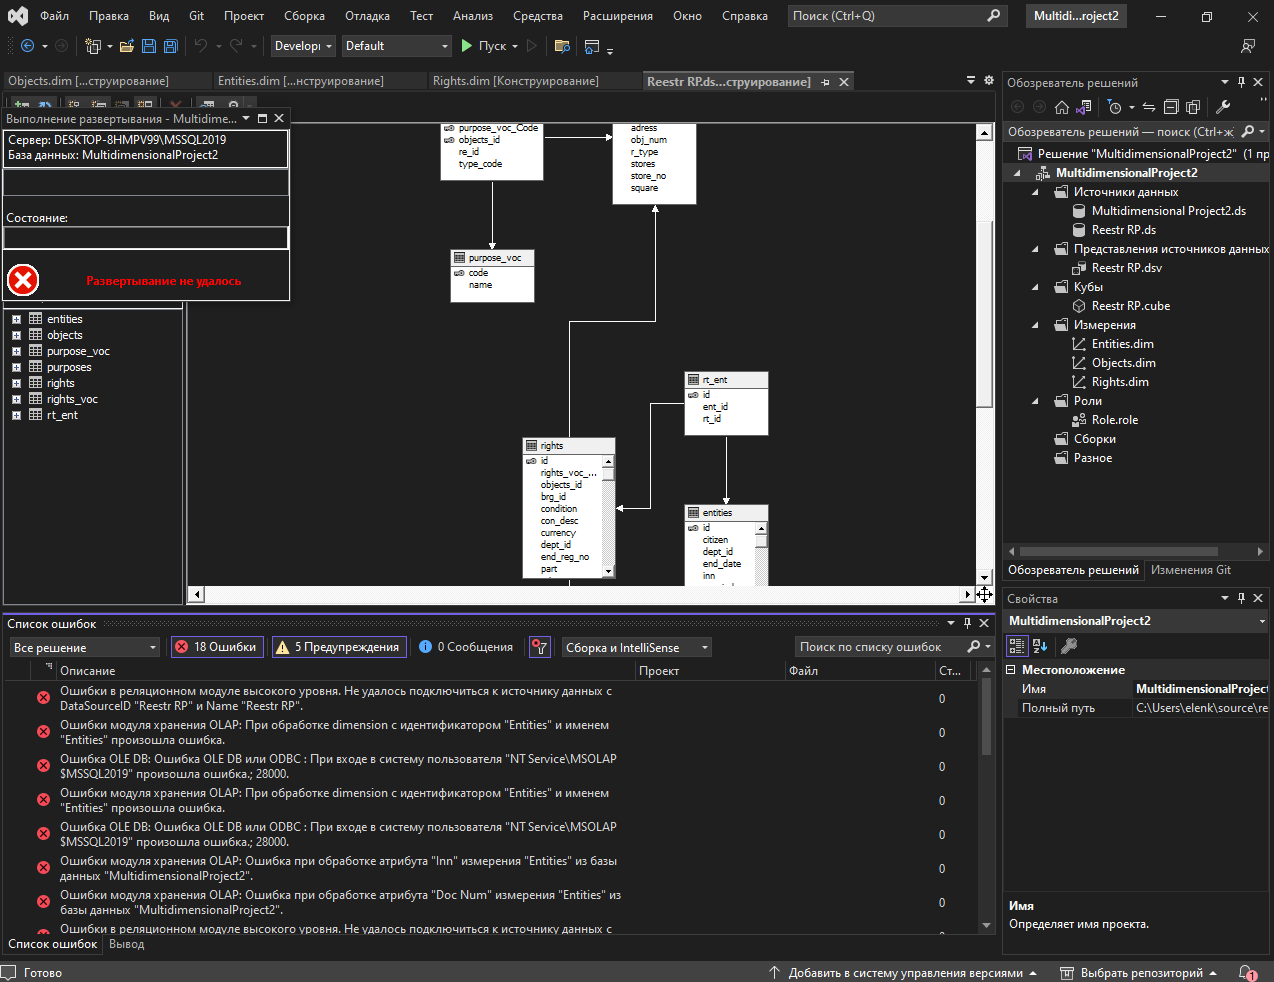 Файл Правка Вид Git Проект Сборка Отладка Тест Анализ Средства Расширения Окно Справка Поиск (Ctrl+Q) Multidi...roject2
Develop Default Пуск
Objects.dim [...струирование] Entities.dim [...нструирование] Rights.dim [Конструирование] Reestr RP.ds...струирование]
Выполнение развертывания - Multidime...
Сервер: DESKTOP-8HMPV99\MSSQL2019
База данных: MultidimensionalProject2
Состояние:
Развертывание не удалось
entities
objects
purpose_voc
purposes
rights
rights_voc
rt_ent
purpose_voc_Code
objects_id
re_id
type_code
adress
obj_num
r_type
stores
store_no
square
purpose_voc
code
name
rt_ent
id
ent_id
rt_id
rights
id
rights_voc_...
objects_id
brg_id
condition
con_desc
currency
dept_id
end_reg_no
part
entities
id
citizen
dept_id
end_date
inn
Обозреватель решений
Обозреватель решений — поиск (Ctrl+ж)
Решение "MultidimensionalProject2" (1 пр
MultidimensionalProject2
Источники данных
Multidimensional Project2.ds
Reestr RP.ds
Представления источников данных
Reestr RP.dsv
Кубы
Reestr RP.cube
Измерения
Entities.dim
Objects.dim
Rights.dim
Роли
Role.role
Сборки
Разное
Обозреватель решений Изменения Git
Свойства
MultidimensionalProject2
Местоположение
Имя MultidimensionalProject
Полный путь C:\Users\elenk\source\re
Имя
Определяет имя проекта.
Список ошибок
Все решение 18 Ошибки 5 Предупреждения 0 Сообщения Сборка и IntelliSense Поиск по списку ошибок
Описание Проект Файл Ст...
Ошибки в реляционном модуле высокого уровня. Не удалось подключиться к источнику данных с
DataSourceID "Reestr RP" и Name "Reestr RP". 0
Ошибки модуля хранения OLAP: При обработке dimension с идентификатором "Entities" и именем
"Entities" произошла ошибка. 0
Ошибка OLE DB: Ошибка OLE DB или ODBC : При входе в систему пользователя "NT Service\MSOLAP
$MSSQL2019" произошла ошибка.; 28000. 0
Ошибки модуля хранения OLAP: При обработке dimension с идентификатором "Entities" и именем
"Entities" произошла ошибка. 0
Ошибка OLE DB: Ошибка OLE DB или ODBC : При входе в систему пользователя "NT Service\MSOLAP
$MSSQL2019" произошла ошибка.; 28000. 0
Ошибки модуля хранения OLAP: Ошибка при обработке атрибута "Inn" измерения "Entities" из базы
данных "MultidimensionalProject2". 0
Ошибки модуля хранения OLAP: Ошибка при обработке атрибута "Doc Num" измерения "Entities" из
базы данных "MultidimensionalProject2". 0
Ошибки в реляционном модуле высокого уровня. Не удалось подключиться к источнику данных с
Список ошибок Вывод
Готово Добавить в систему управления версиями Выбрать репозиторий 1